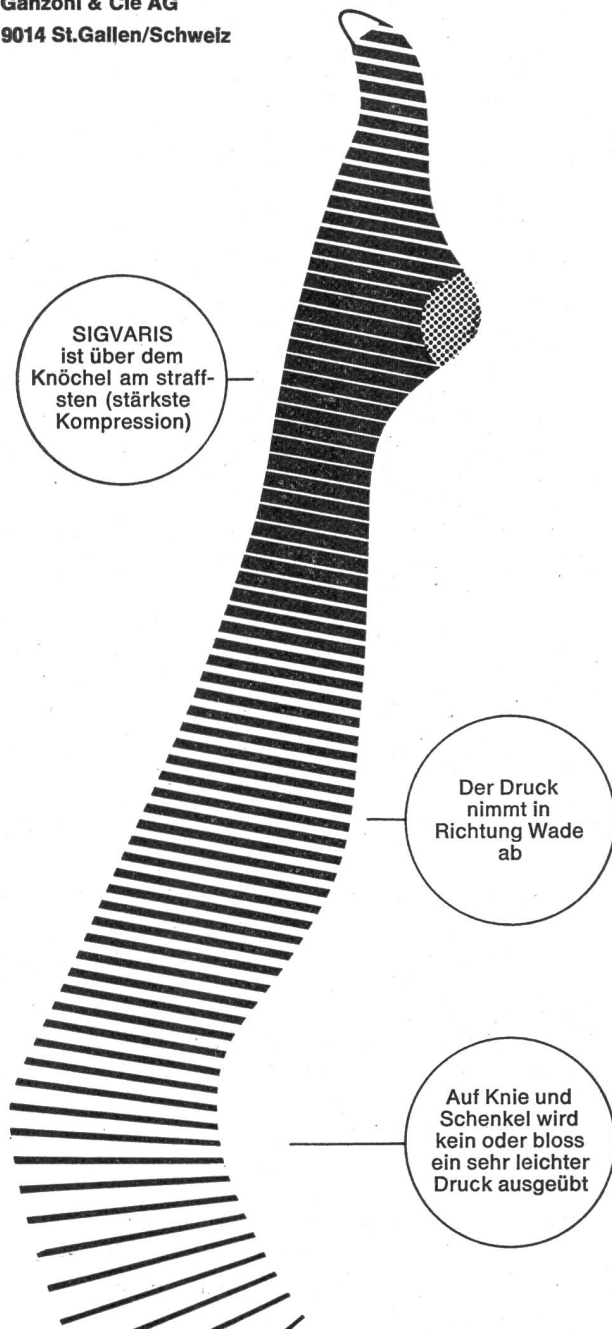 Ganzoni & Cie AG
9014 St.Gallen/Schweiz
SIGVARIS
ist über dem
Knöchel am straff-
sten (stärkste
Kompression)
Der Druck
nimmt in
Richtung Wade
ab
Auf Knie und
Schenkel wird
kein oder bloss
ein sehr leichter
Druck ausgeübt